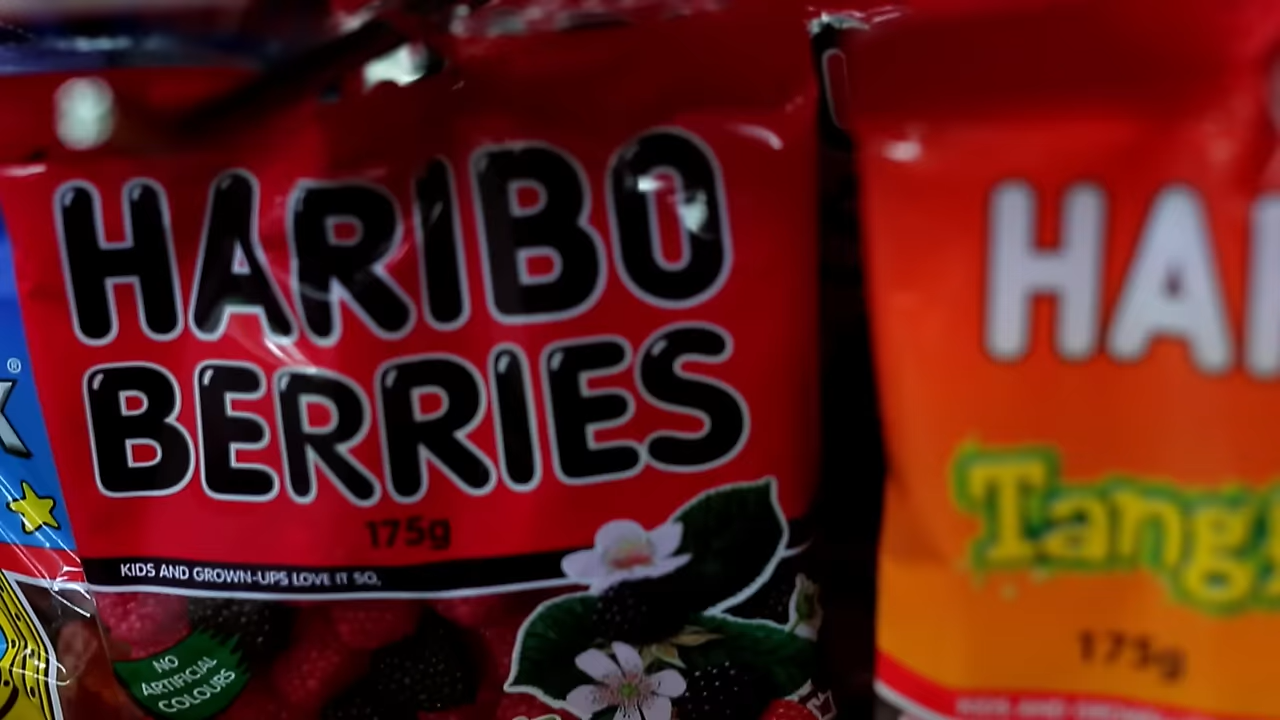 HARIBO
BERRIES
175g
KIDS AND GROWN-UPS LOVE IT SO,
NO
ARTIFICIAL
COLOURS
®
HA
Tang
175g